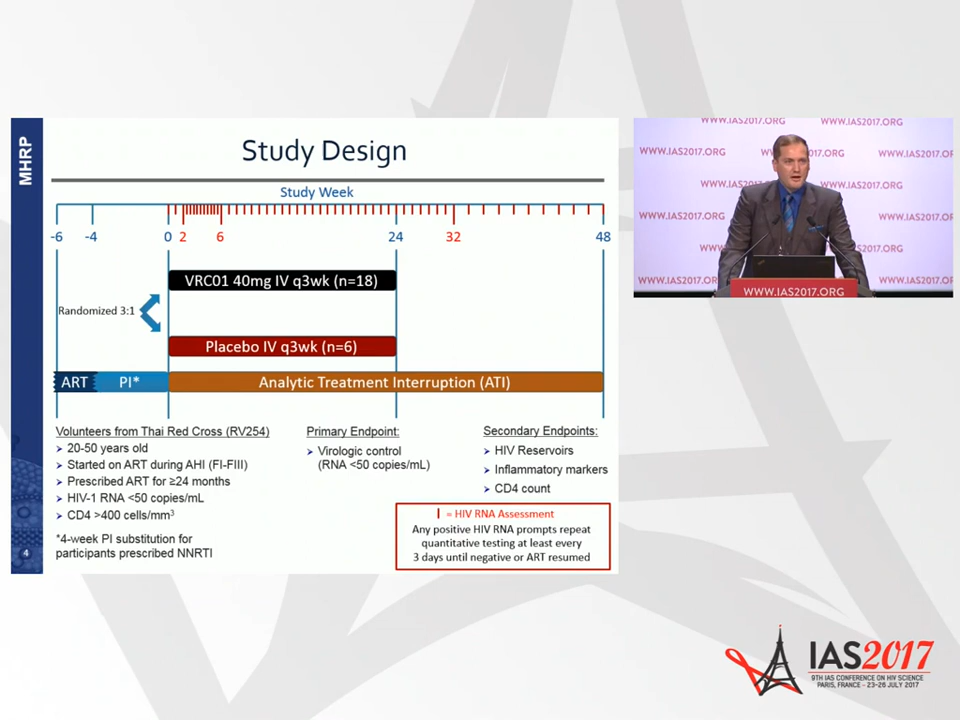 MHRP
Study Design
Study Week
-6 -4 0 2 6 24 32 48
VRC01 40mg IV q3wk (n=18)
Randomized 3:1
Placebo IV q3wk (n=6)
ART PI* Analytic Treatment Interruption (ATI)
Volunteers from Thai Red Cross (RV254)
20-50 years old
Started on ART during AHI (FI-FIII)
Prescribed ART for ≥24 months
HIV-1 RNA <50 copies/mL
CD4 >400 cells/mm³
*4-week PI substitution for
participants prescribed NNRTI
Primary Endpoint:
Virologic control
(RNA <50 copies/mL)
Secondary Endpoints:
HIV Reservoirs
Inflammatory markers
CD4 count
= HIV RNA Assessment
Any positive HIV RNA prompts repeat
quantitative testing at least every
3 days until negative or ART resumed
4
WWW.IAS2017.ORG
IAS2017
9TH IAS CONFERENCE ON HIV SCIENCE
PARIS, FRANCE - 23-26 JULY 2017